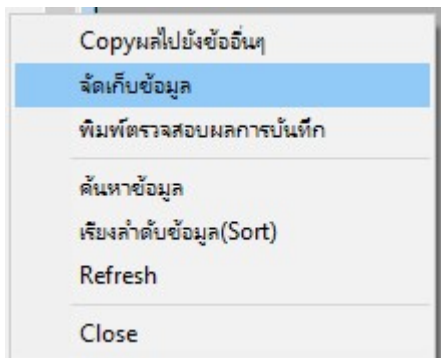 Copyผลไปยังข้ออื่นๆ
จัดเก็บข้อมูล
พิมพ์ตรวจสอบผลการบันทึก
ค้นหาข้อมูล
เรียงลำดับข้อมูล(Sort)
Refresh
Close